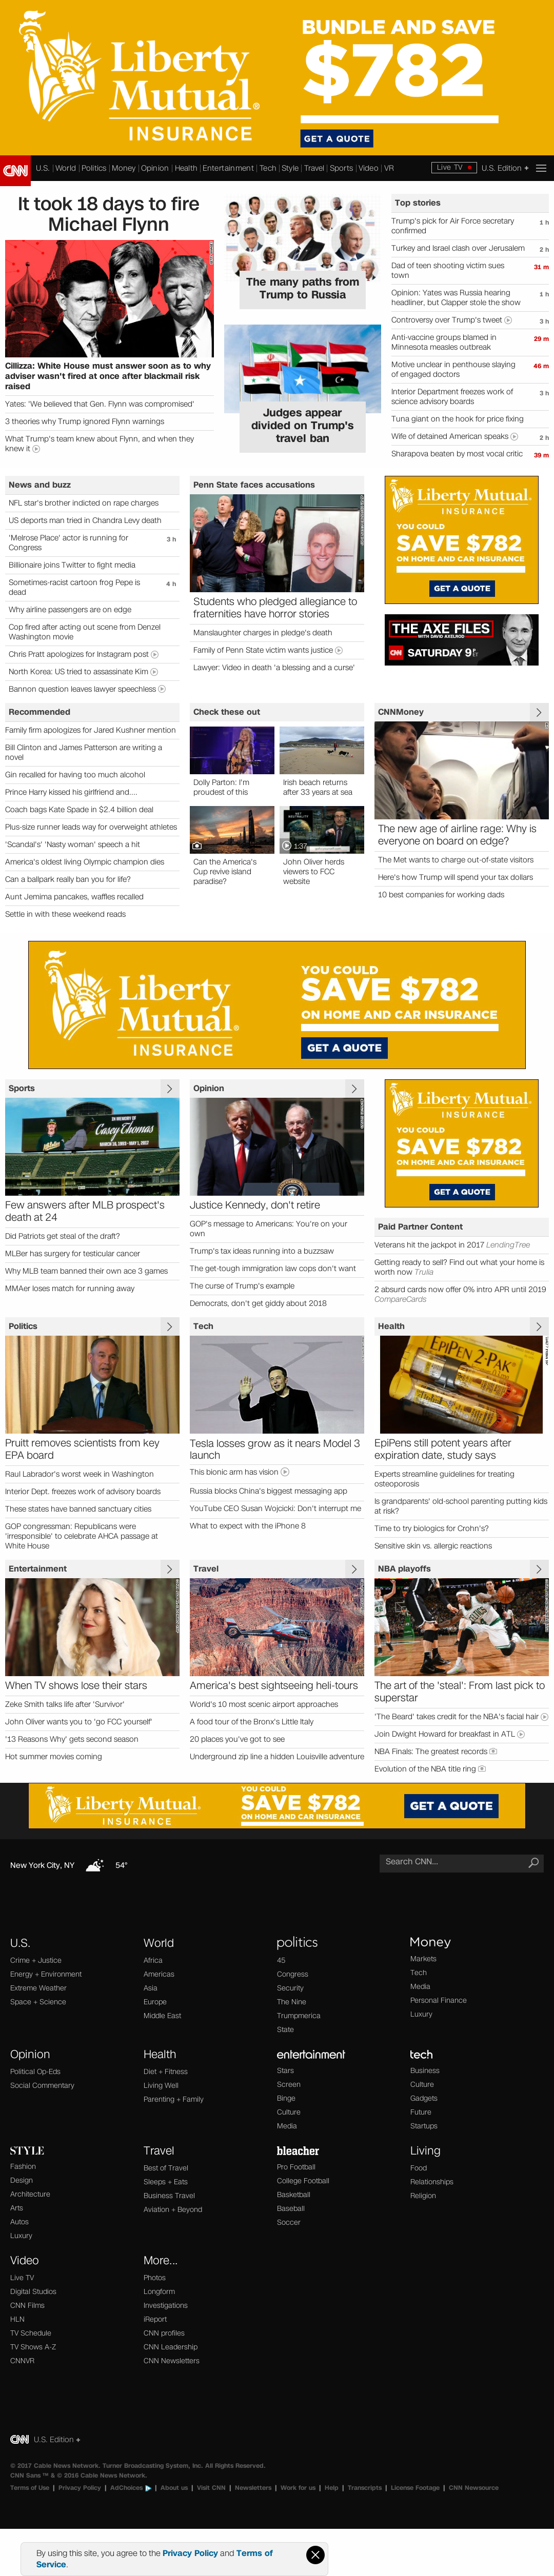 Liberty
Mutual®
INSURANCE
BUNDLE AND SAVE
$782
GET A QUOTE
CNN
U.S.
World
Politics
Money
Opinion
Health
Entertainment
Tech
Style
Travel
Sports
Video
VR
Live TV
U.S. Edition +
It took 18 days to fire
Michael Flynn
Cillizza: White House must answer soon as to why
adviser wasn't fired at once after blackmail risk
raised
Yates: 'We believed that Gen. Flynn was compromised'
3 theories why Trump ignored Flynn warnings
What Trump's team knew about Flynn, and when they
knew it
The many paths from
Trump to Russia
Judges appear
divided on Trump's
travel ban
Top stories
Trump's pick for Air Force secretary
confirmed
1 h
Turkey and Israel clash over Jerusalem
2 h
Dad of teen shooting victim sues
town
31 m
Opinion: Yates was Russia hearing
headliner, but Clapper stole the show
1 h
Controversy over Trump's tweet
3 h
Anti-vaccine groups blamed in
Minnesota measles outbreak
29 m
Motive unclear in penthouse slaying
of engaged doctors
46 m
Interior Department freezes work of
science advisory boards
3 h
Tuna giant on the hook for price fixing
Wife of detained American speaks
2 h
Sharapova beaten by most vocal critic
39 m
News and buzz
NFL star's brother indicted on rape charges
US deports man tried in Chandra Levy death
'Melrose Place' actor is running for
Congress
3 h
Billionaire joins Twitter to fight media
Sometimes-racist cartoon frog Pepe is
dead
4 h
Why airline passengers are on edge
Cop fired after acting out scene from Denzel
Washington movie
Chris Pratt apologizes for Instagram post
North Korea: US tried to assassinate Kim
Bannon question leaves lawyer speechless
Penn State faces accusations
Students who pledged allegiance to
fraternities have horror stories
Manslaughter charges in pledge's death
Family of Penn State victim wants justice
Lawyer: Video in death 'a blessing and a curse'
Liberty Mutual
INSURANCE
YOU COULD
SAVE $782
ON HOME AND CAR INSURANCE
GET A QUOTE
THE AXE FILES
WITH DAVID AXELROD
CNN
SATURDAY 9P ET
Recommended
Family firm apologizes for Jared Kushner mention
Bill Clinton and James Patterson are writing a
novel
Gin recalled for having too much alcohol
Prince Harry kissed his girlfriend and....
Coach bags Kate Spade in $2.4 billion deal
Plus-size runner leads way for overweight athletes
'Scandal's' 'Nasty woman' speech a hit
America's oldest living Olympic champion dies
Can a ballpark really ban you for life?
Aunt Jemima pancakes, waffles recalled
Settle in with these weekend reads
Check these out
Dolly Parton: I'm
proudest of this
Irish beach returns
after 33 years at sea
1:37
Can the America's
Cup revive island
paradise?
John Oliver herds
viewers to FCC
website
CNNMoney
The new age of airline rage: Why is
everyone on board on edge?
The Met wants to charge out-of-state visitors
Here's how Trump will spend your tax dollars
10 best companies for working dads
Liberty
Mutual®
INSURANCE
YOU COULD
SAVE $782
ON HOME AND CAR INSURANCE
GET A QUOTE
Sports
IN MEMORY OF
Casey Thomas
Few answers after MLB prospect's
death at 24
Did Patriots get steal of the draft?
MLBer has surgery for testicular cancer
Why MLB team banned their own ace 3 games
MMAer loses match for running away
Opinion
Justice Kennedy, don't retire
GOP's message to Americans: You're on your
own
Trump's tax ideas running into a buzzsaw
The get-tough immigration law cops don't want
The curse of Trump's example
Democrats, don't get giddy about 2018
Liberty Mutual
INSURANCE
YOU COULD
SAVE $782
ON HOME AND CAR INSURANCE
GET A QUOTE
Paid Partner Content
Veterans hit the jackpot in 2017 LendingTree
Getting ready to sell? Find out what your home is
worth now Trulia
2 absurd cards now offer 0% intro APR until 2019
CompareCards
Politics
Pruitt removes scientists from key
EPA board
Raul Labrador's worst week in Washington
Interior Dept. freezes work of advisory boards
These states have banned sanctuary cities
GOP congressman: Republicans were
'irresponsible' to celebrate AHCA passage at
White House
Tech
Tesla losses grow as it nears Model 3
launch
This bionic arm has vision
Russia blocks China's biggest messaging app
YouTube CEO Susan Wojcicki: Don't interrupt me
What to expect with the iPhone 8
Health
EPIPEN 2-PAK
EpiPens still potent years after
expiration date, study says
Experts streamline guidelines for treating
osteoporosis
Is grandparents' old-school parenting putting kids
at risk?
Time to try biologics for Crohn's?
Sensitive skin vs. allergic reactions
Entertainment
When TV shows lose their stars
Zeke Smith talks life after 'Survivor'
John Oliver wants you to 'go FCC yourself'
'13 Reasons Why' gets second season
Hot summer movies coming
Travel
America's best sightseeing heli-tours
World's 10 most scenic airport approaches
A food tour of the Bronx's Little Italy
20 places you've got to see
Underground zip line a hidden Louisville adventure
NBA playoffs
The art of the 'steal': From last pick to
superstar
'The Beard' takes credit for the NBA's facial hair
Join Dwight Howard for breakfast in ATL
NBA Finals: The greatest records
Evolution of the NBA title ring
Liberty Mutual
INSURANCE
YOU COULD
SAVE $782
ON HOME AND CAR INSURANCE
GET A QUOTE
New York City, NY
54°
Search CNN...
U.S.
Crime + Justice
Energy + Environment
Extreme Weather
Space + Science
World
Africa
Americas
Asia
Europe
Middle East
politics
45
Congress
Security
The Nine
Trumpmerica
State
Money
Markets
Tech
Media
Personal Finance
Luxury
Opinion
Political Op-Eds
Social Commentary
Health
Diet + Fitness
Living Well
Parenting + Family
entertainment
Stars
Screen
Binge
Culture
Media
tech
Business
Culture
Gadgets
Future
Startups
STYLE
Fashion
Design
Architecture
Arts
Autos
Luxury
Travel
Best of Travel
Sleeps + Eats
Business Travel
Aviation + Beyond
bleacher
Pro Football
College Football
Basketball
Baseball
Soccer
Living
Food
Relationships
Religion
Video
Live TV
Digital Studios
CNN Films
HLN
TV Schedule
TV Shows A-Z
CNNVR
More...
Photos
Longform
Investigations
iReport
CNN profiles
CNN Leadership
CNN Newsletters
CNN U.S. Edition +
© 2017 Cable News Network. Turner Broadcasting System, Inc. All Rights Reserved.
CNN Sans ™ & © 2016 Cable News Network.
Terms of Use | Privacy Policy | AdChoices | About us | Visit CNN | Newsletters | Work for us | Help | Transcripts | License Footage | CNN Newsource
By using this site, you agree to the Privacy Policy and Terms of
Service.